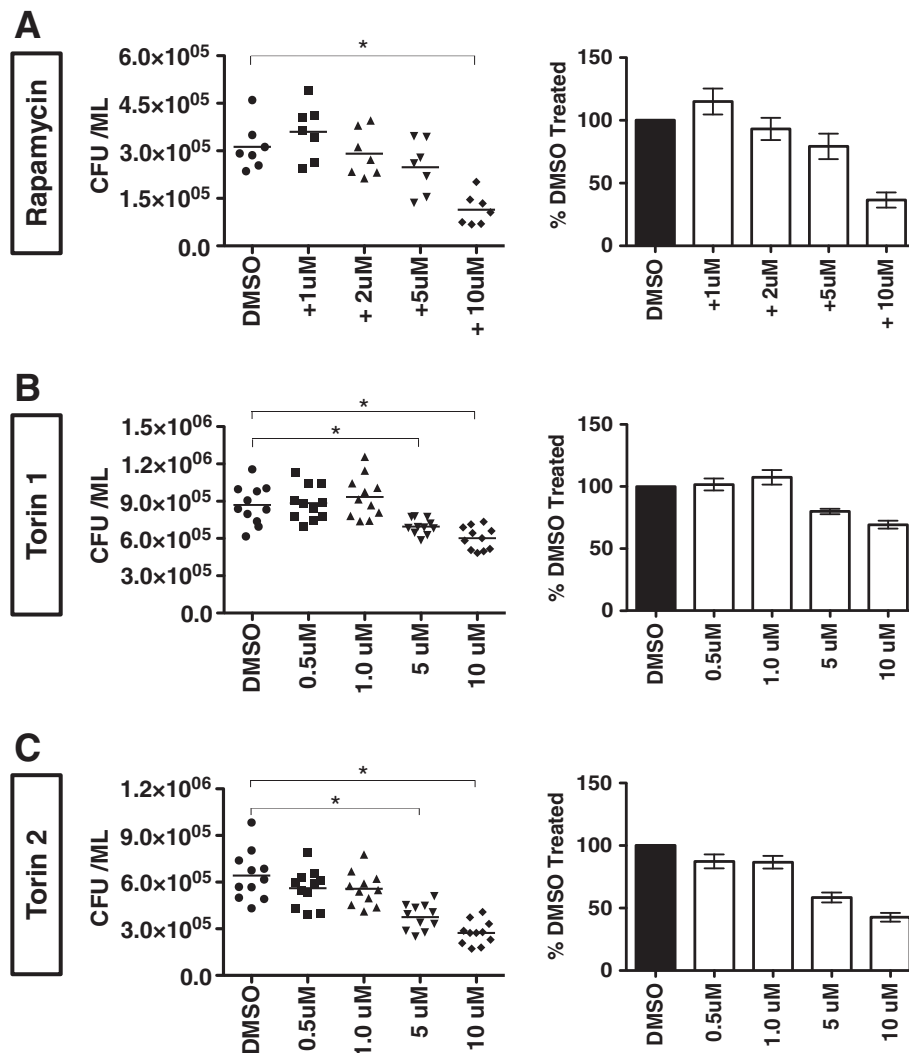 A
Rapamycin
CFU /ML
6.0×10⁰⁵
4.5×10⁰⁵
3.0×10⁰⁵
1.5×10⁰⁵
0.0
*
DMSO
+1uM
+ 2uM
+5uM
+ 10uM
% DMSO Treated
150
100
50
0
DMSO
+1uM
+ 2uM
+5uM
+ 10uM
B
Torin 1
CFU /ML
1.5×10⁰⁶
1.2×10⁰⁶
9.0×10⁰⁵
6.0×10⁰⁵
3.0×10⁰⁵
0.0
*
*
DMSO
0.5uM
1.0 uM
5 uM
10 uM
% DMSO Treated
150
100
50
0
DMSO
0.5uM
1.0 uM
5 uM
10 uM
C
Torin 2
CFU /ML
1.2×10⁰⁶
9.0×10⁰⁵
6.0×10⁰⁵
3.0×10⁰⁵
0.0
*
*
DMSO
0.5uM
1.0 uM
5 uM
10 uM
% DMSO Treated
150
100
50
0
DMSO
0.5uM
1.0 uM
5 uM
10 uM